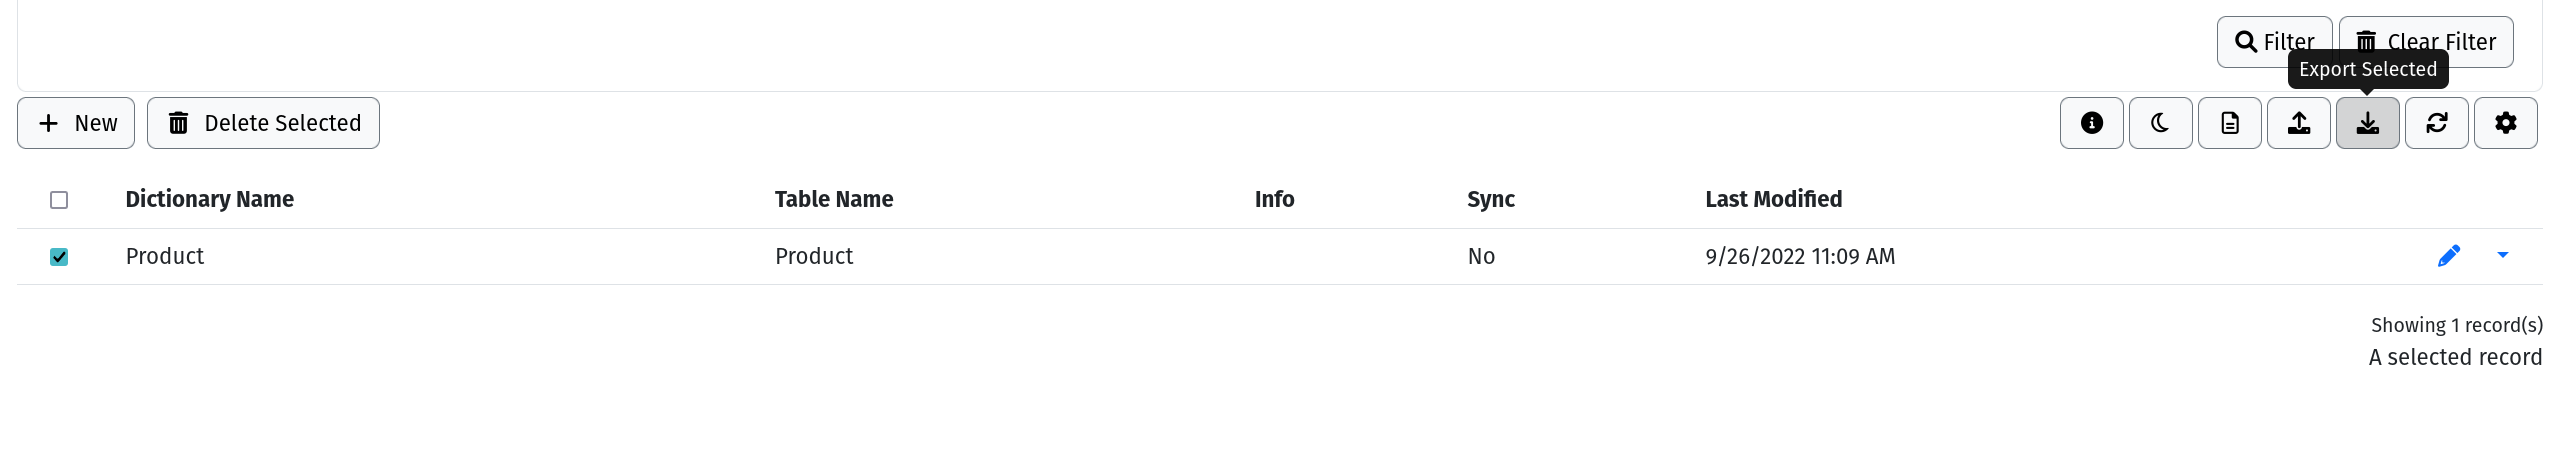 Filter
Clear Filter
Export Selected
New
Delete Selected
Dictionary Name Table Name Info Sync Last Modified
Product Product No 9/26/2022 11:09 AM
Showing 1 record(s)
A selected record